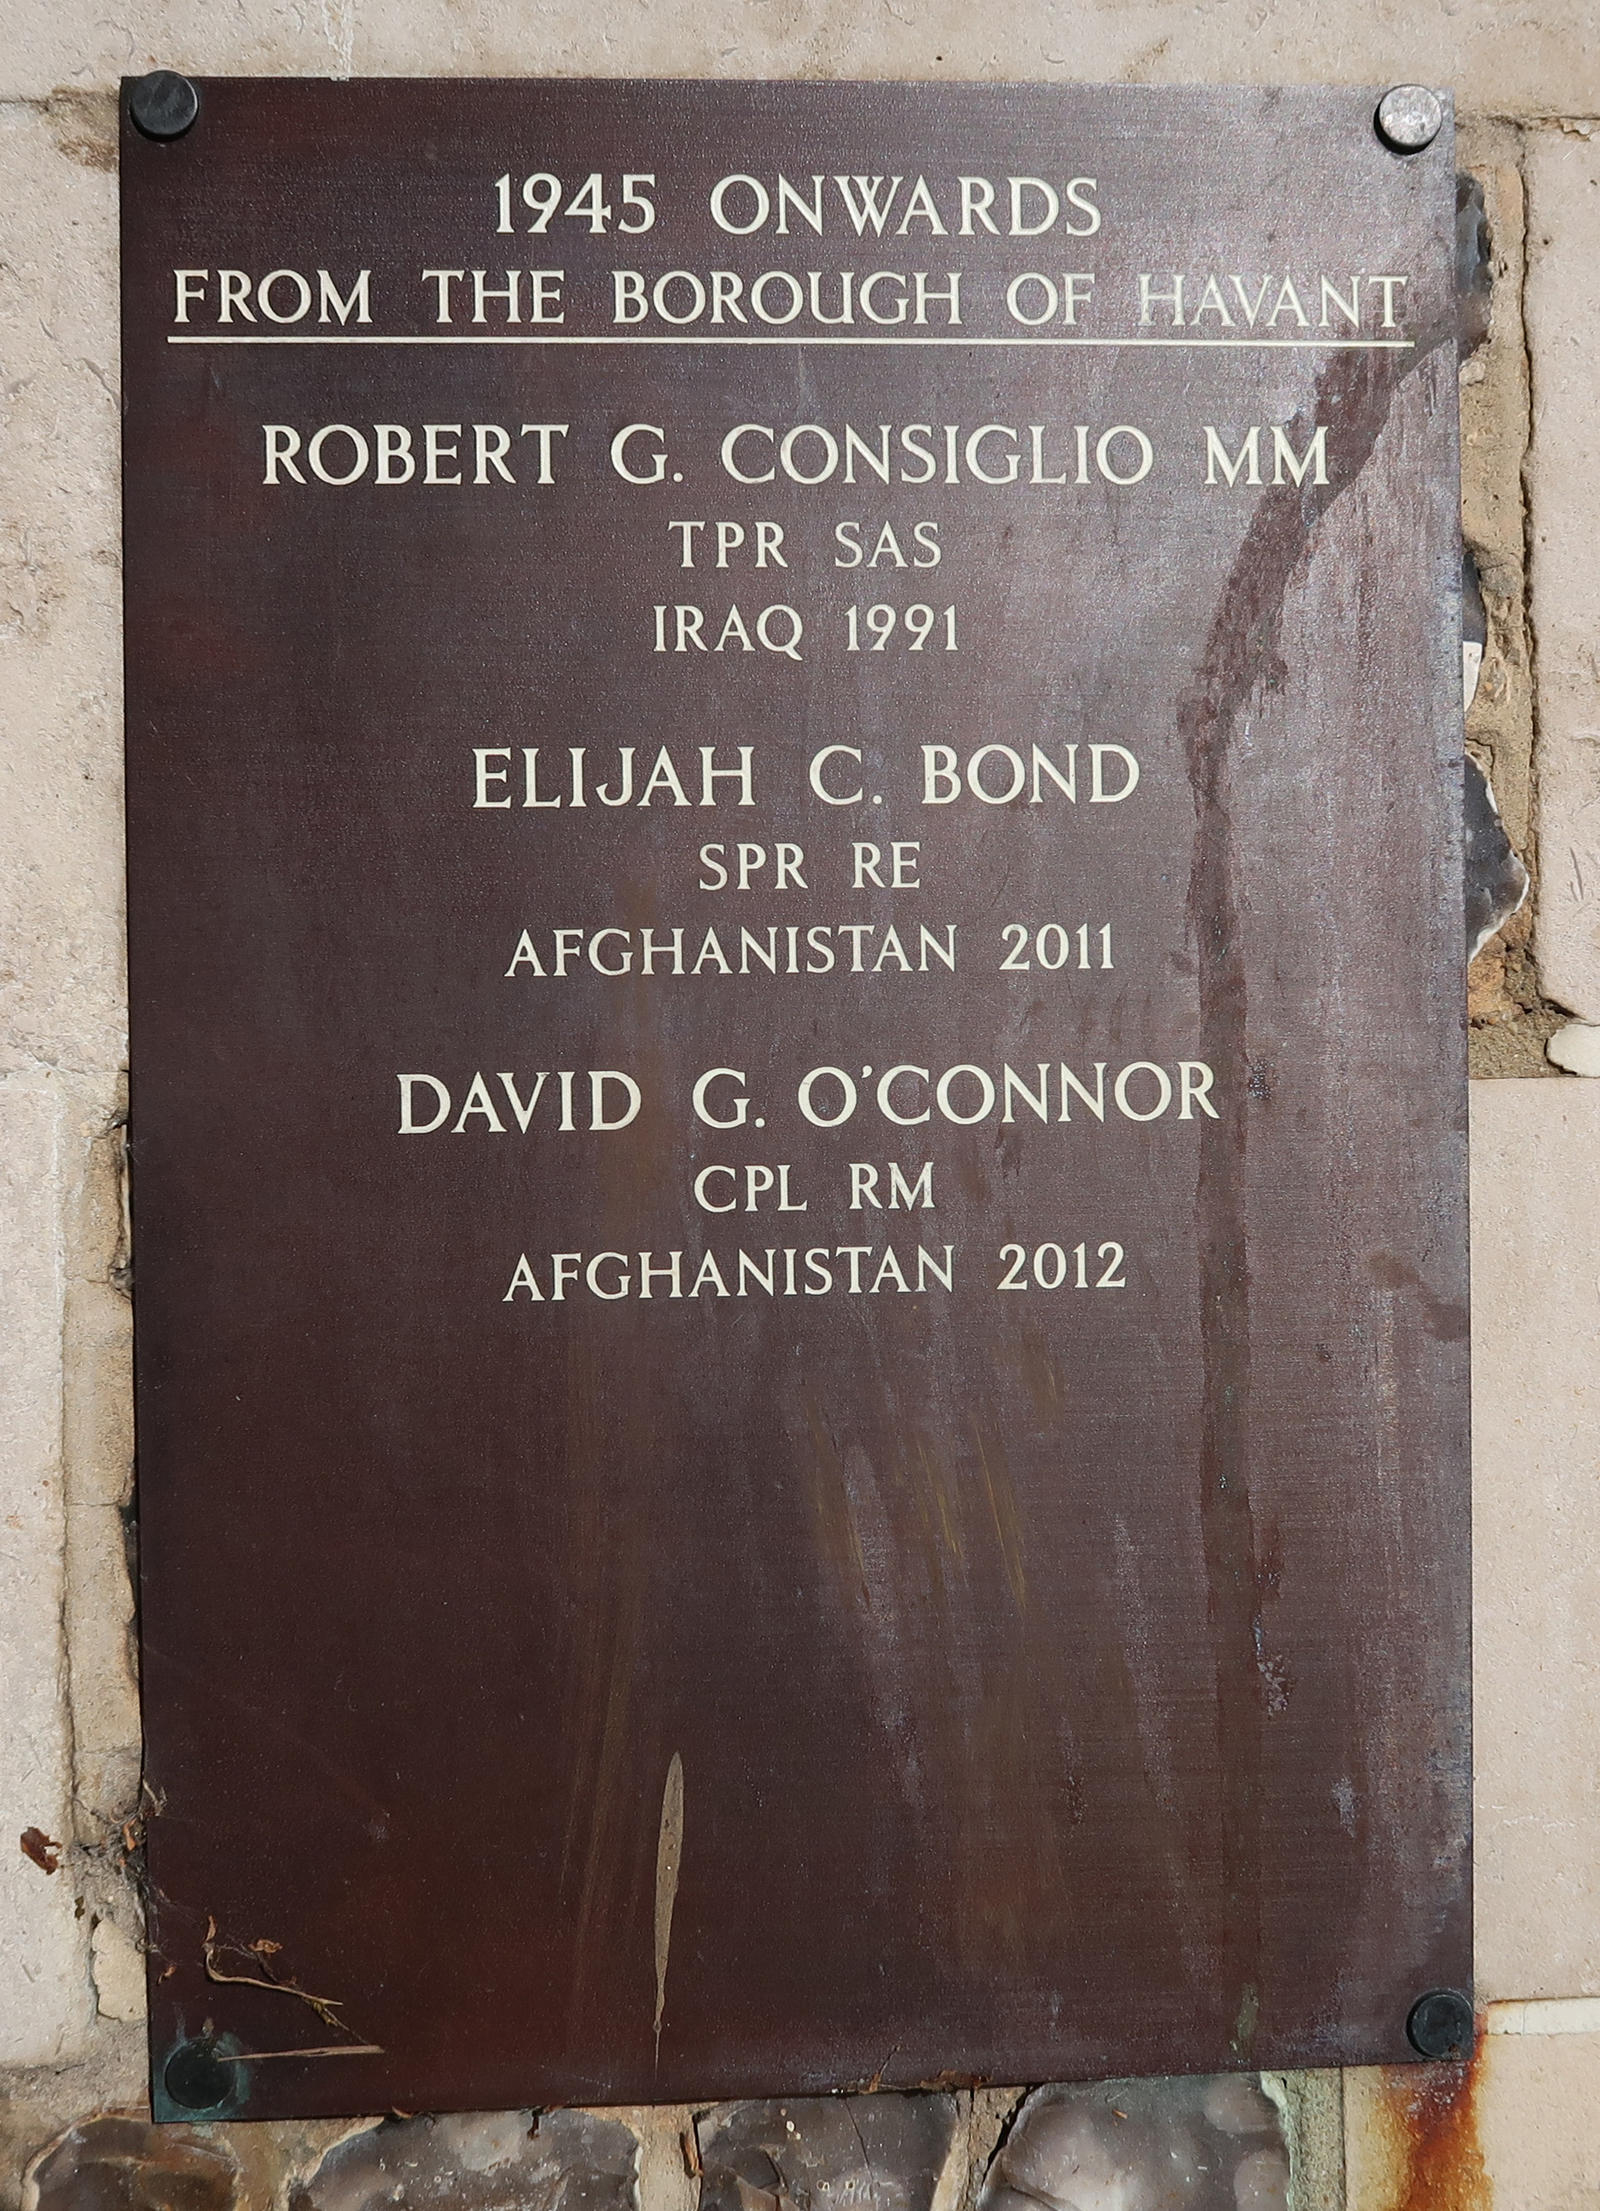 1945 ONWARDS
FROM THE BOROUGH OF HAVANT
ROBERT G. CONSIGLIO MM
TPR SAS
IRAQ 1991
ELIJAH C. BOND
SPR RE
AFGHANISTAN 2011
DAVID G. O'CONNOR
CPL RM
AFGHANISTAN 2012